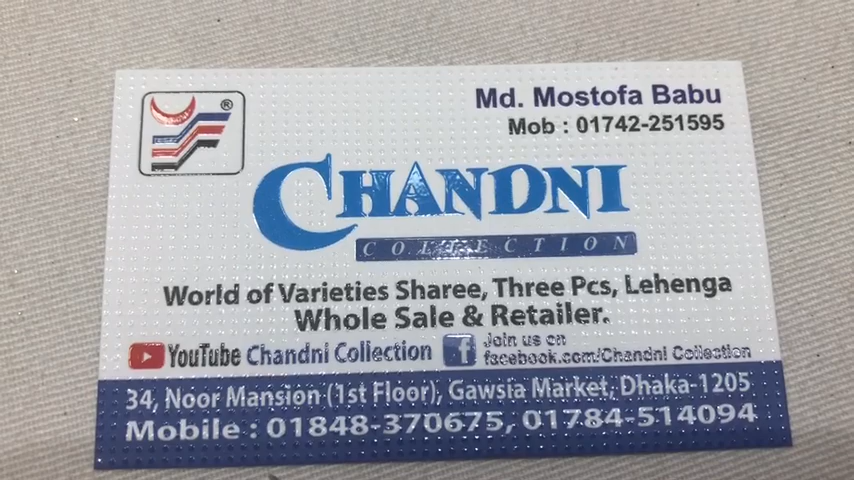 ®
Md. Mostofa Babu
Mob : 01742-251595
CHANDNI
COLLECTION
World of Varieties Sharee, Three Pcs, Lehenga
Whole Sale & Retailer.
YouTube Chandni Collection
Join us on
facebook.com/Chandni Collection
34, Noor Mansion (1st Floor), Gawsia Market, Dhaka-1205
Mobile : 01848-370675, 01784-514094